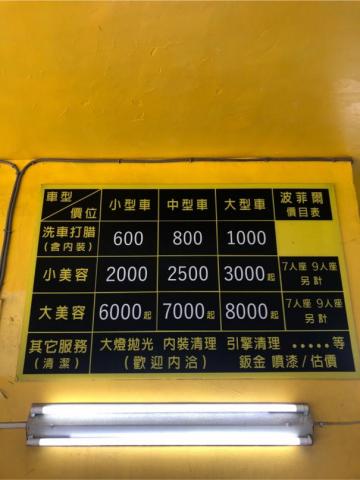 車型 價位 小型車 中型車 大型車 波菲爾 價目表
洗車打腊 (含內裝) 600 800 1000
小美容 2000 2500 3000起 7人座 9人座 另計
大美容 6000起 7000起 8000起 7人座 9人座 另計
其它服務 大燈拋光 內裝清理 引擎清理 ‧‧‧‧‧等
(清潔) (歡迎內洽) 鈑金 噴漆/估價